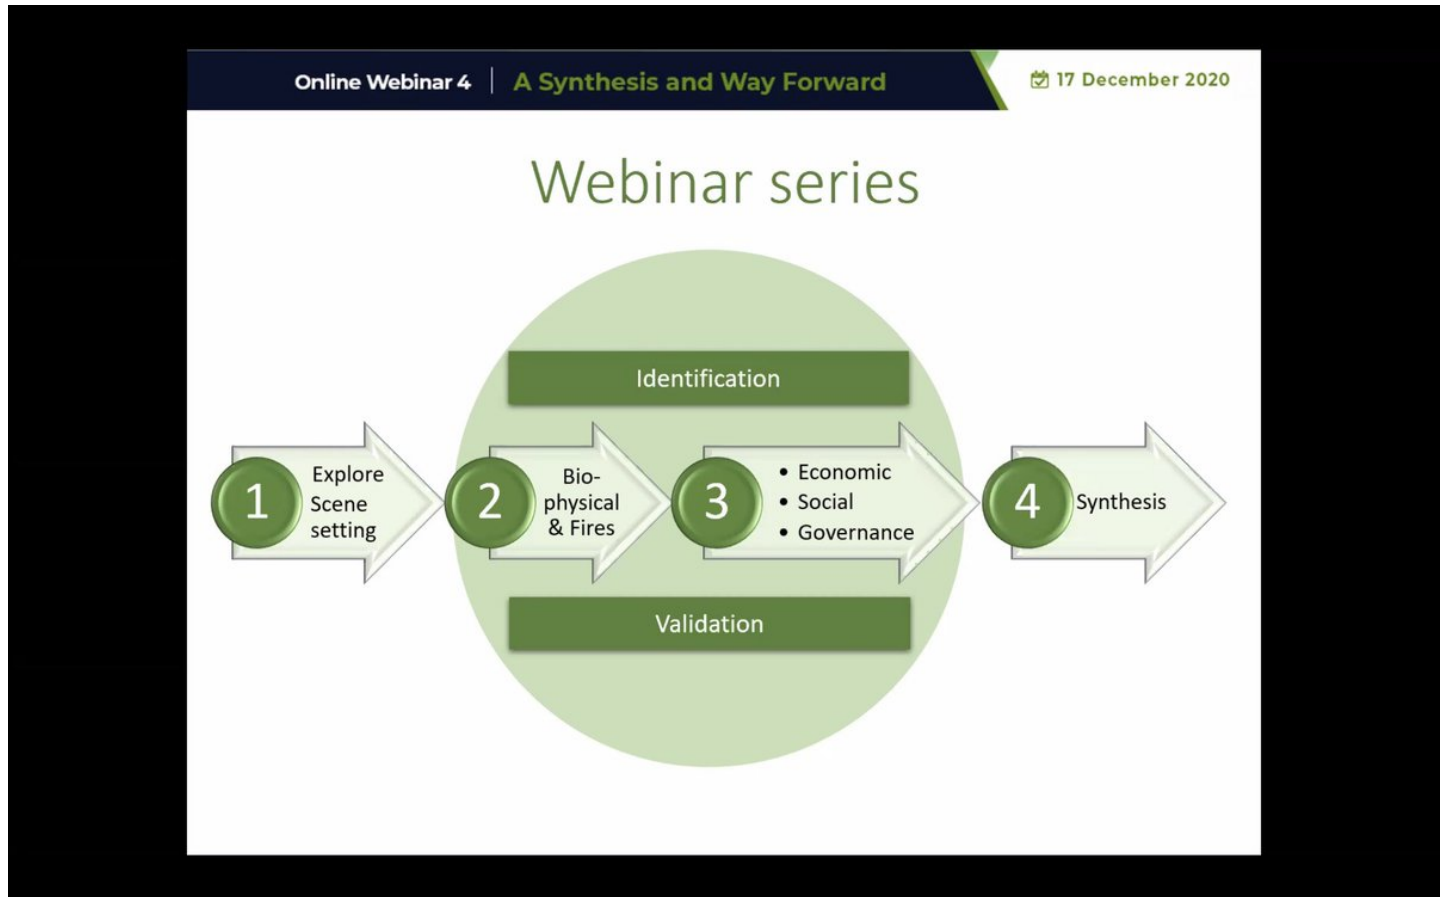 Online Webinar 4 | A Synthesis and Way Forward
17 December 2020
Webinar series
Identification
1
Explore
Scene
setting
2
Bio-
physical
& Fires
3
• Economic
• Social
• Governance
4
Synthesis
Validation